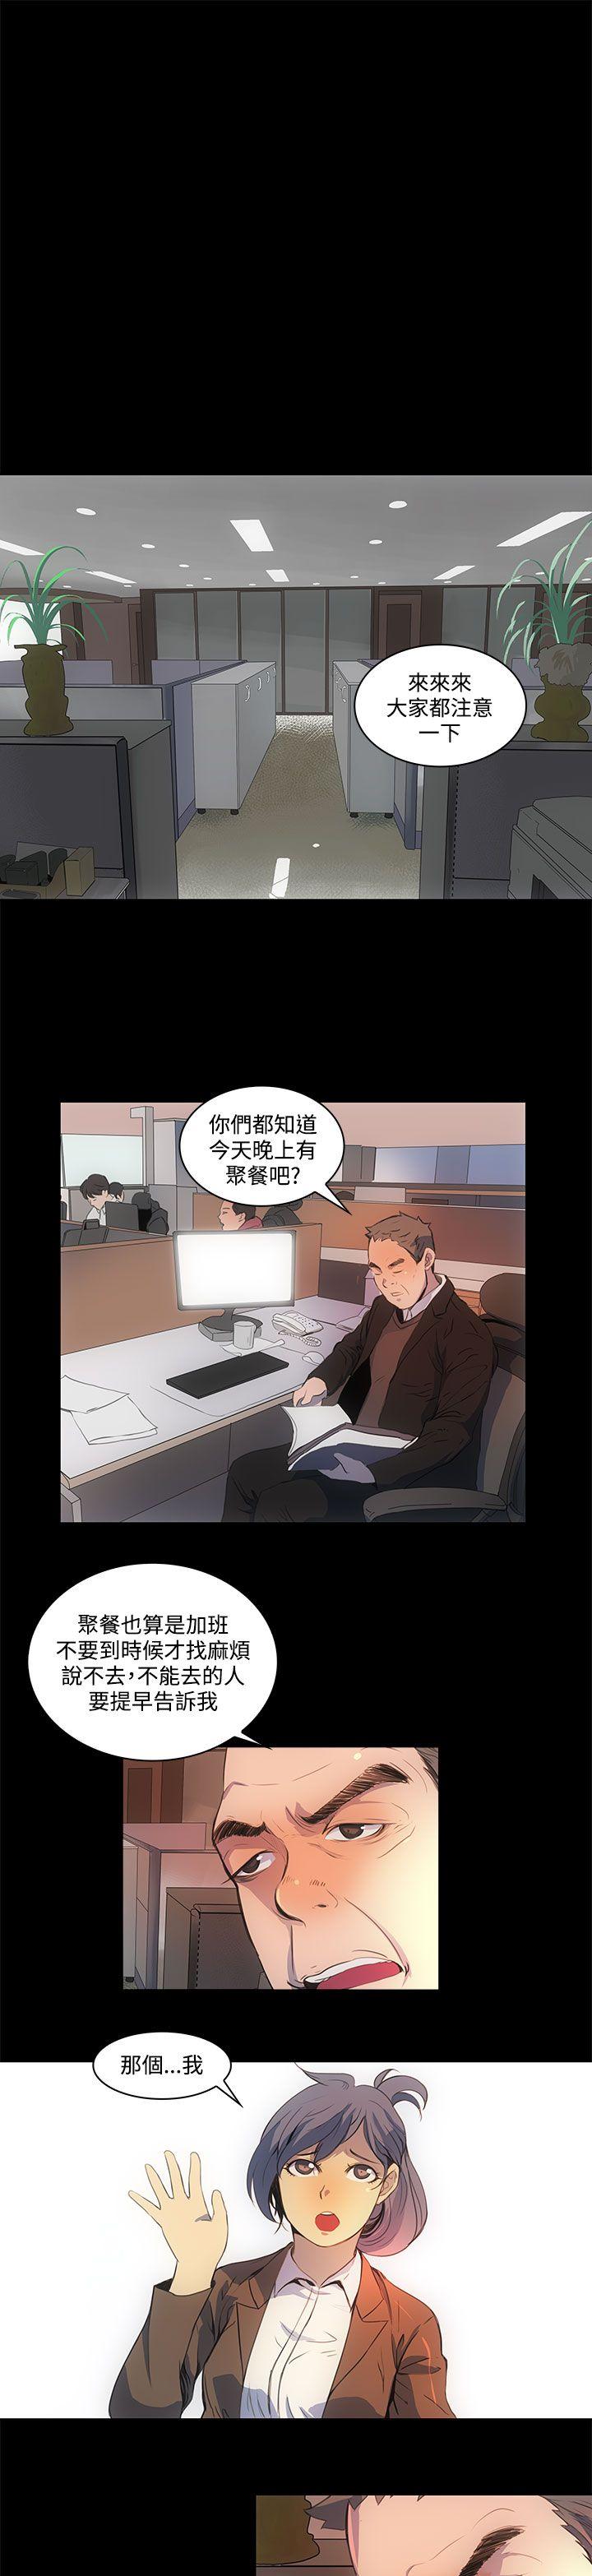 來來來
大家都注意
一下
你們都知道
今天晚上有
聚餐吧?
聚餐也算是加班
不要到時候才找麻煩
說不去,不能去的人
要提早告訴我
那個...我